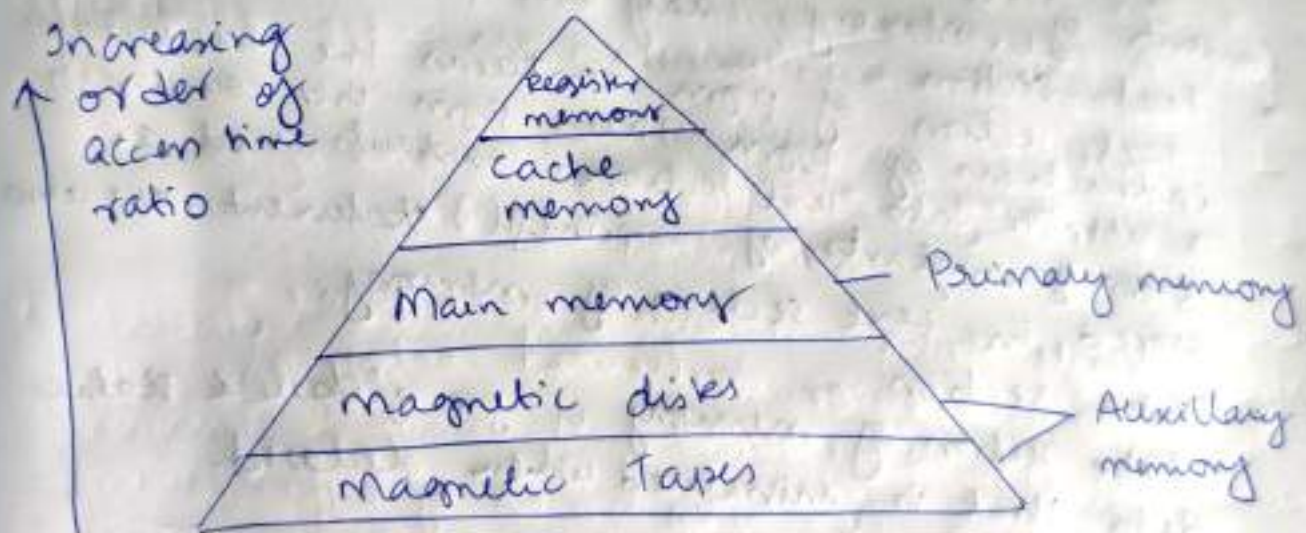 Increasing
order of
access time
ratio
register
memory
cache
memory
Main memory
Primary memory
Magnetic disks
Auxillary
memory
Magnetic Tapes